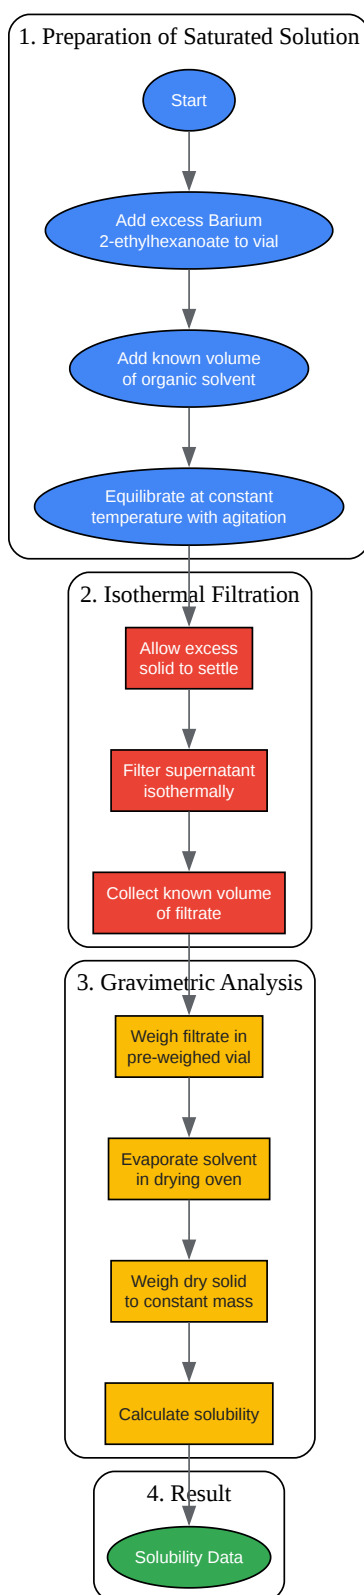 1. Preparation of Saturated Solution
Start
Add excess Barium
2-ethylhexanoate to vial
Add known volume
of organic solvent
Equilibrate at constant
temperature with agitation
2. Isothermal Filtration
Allow excess
solid to settle
Filter supernatant
isothermally
Collect known volume
of filtrate
3. Gravimetric Analysis
Weigh filtrate in
pre-weighed vial
Evaporate solvent
in drying oven
Weigh dry solid
to constant mass
Calculate solubility
4. Result
Solubility Data